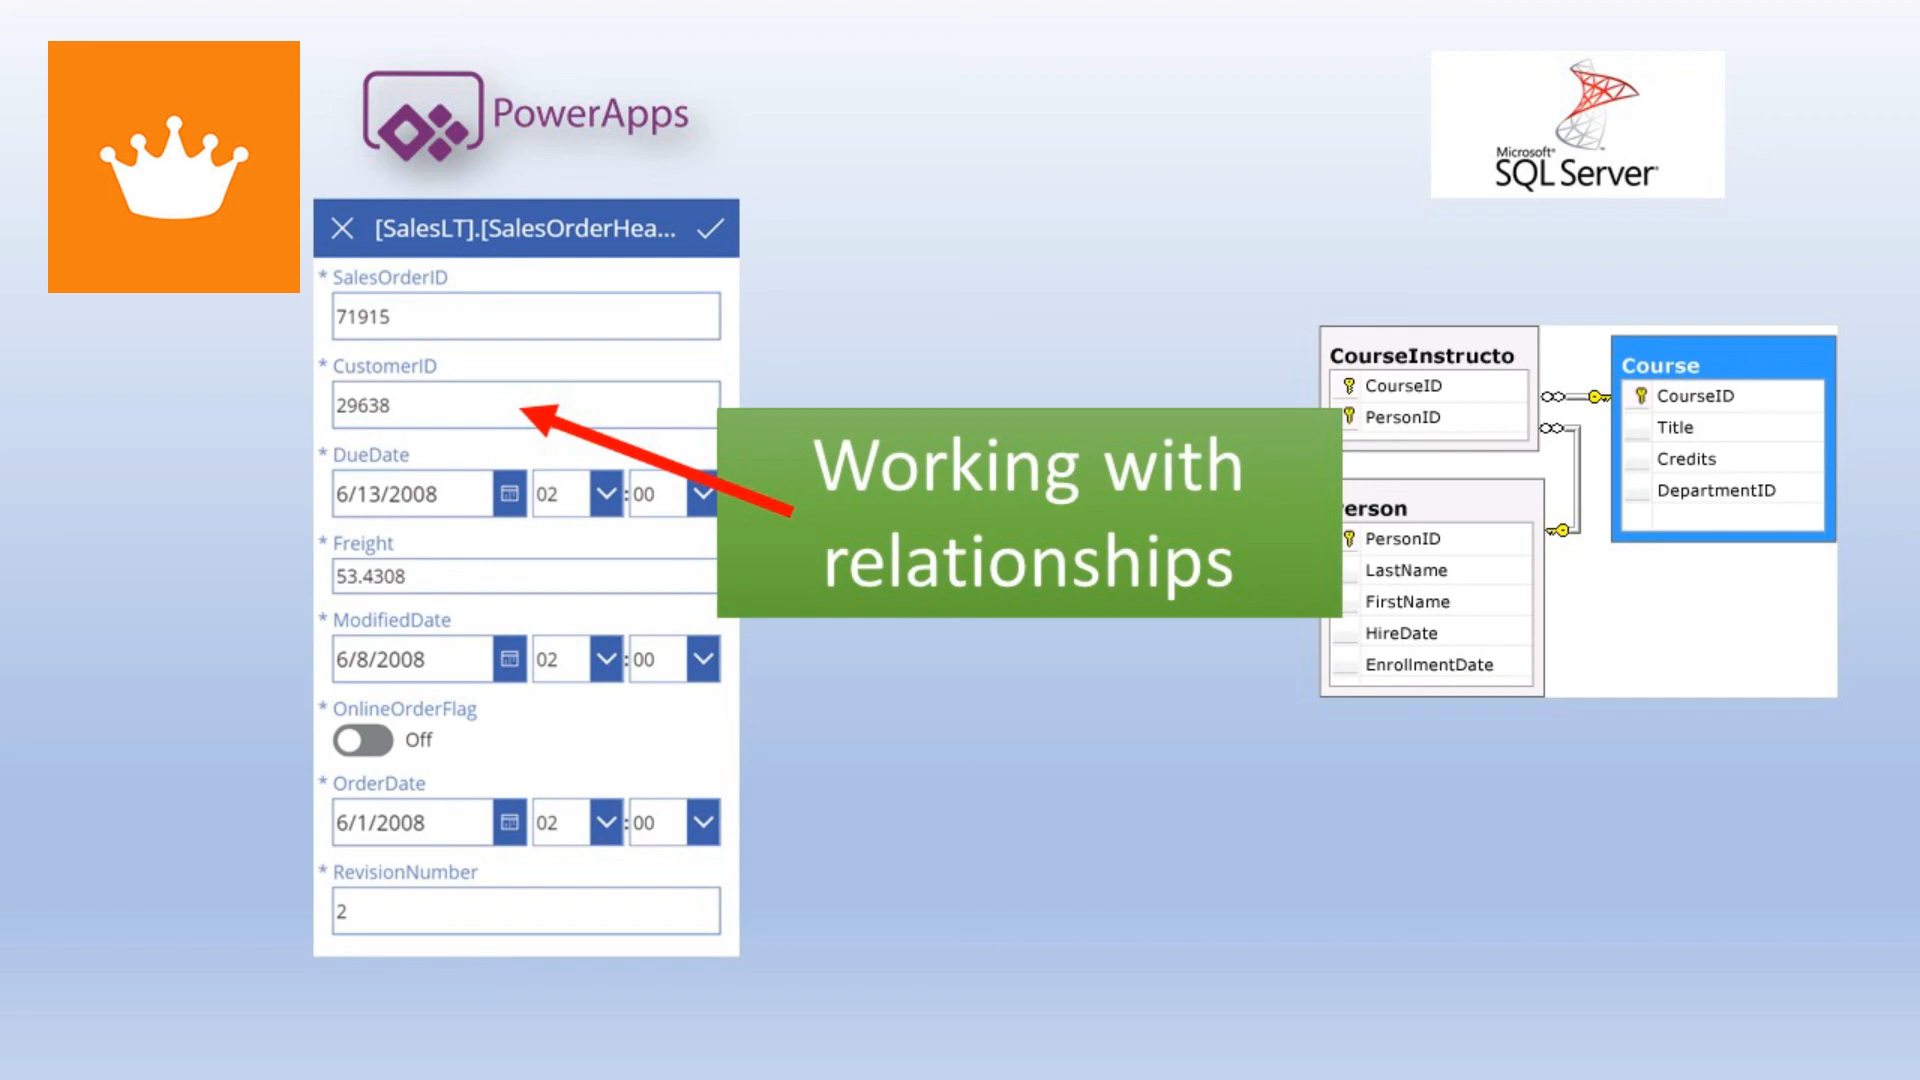 PowerApps
Microsoft®
SQL Server®
[SalesLT].[SalesOrderHea...
* SalesOrderID
71915
* CustomerID
29638
* DueDate
6/13/2008
02
:00
* Freight
53.4308
* ModifiedDate
6/8/2008
02
:00
* OnlineOrderFlag
Off
* OrderDate
6/1/2008
02
:00
* RevisionNumber
2
Working with
relationships
CourseInstructo
CourseID
PersonID
erson
PersonID
LastName
FirstName
HireDate
EnrollmentDate
Course
CourseID
Title
Credits
DepartmentID